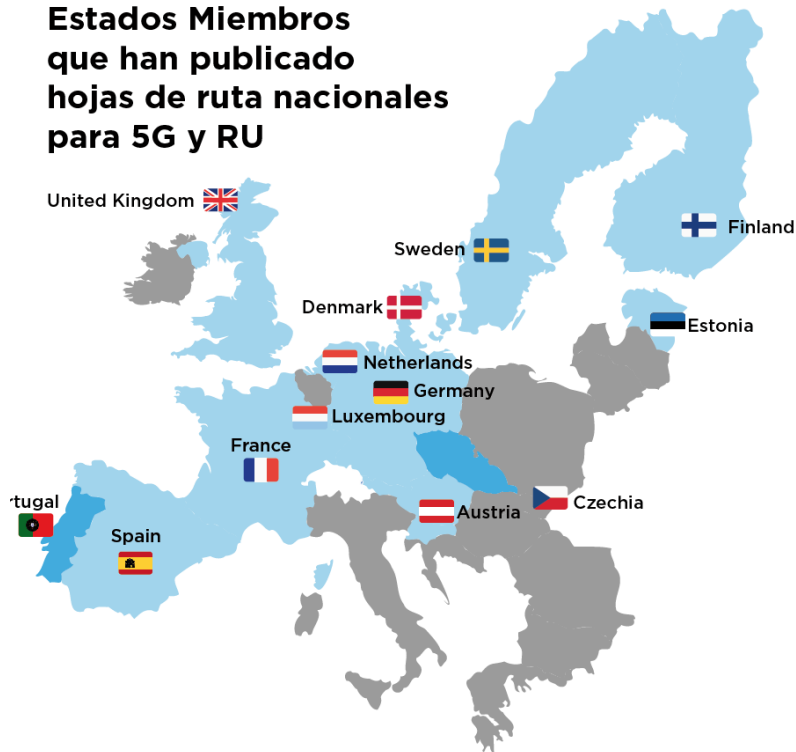 Estados Miembros
que han publicado
hojas de ruta nacionales
para 5G y RU
United Kingdom
Finland
Sweden
Denmark
Estonia
Netherlands
Germany
Luxembourg
France
rtugal
Czechia
Austria
Spain